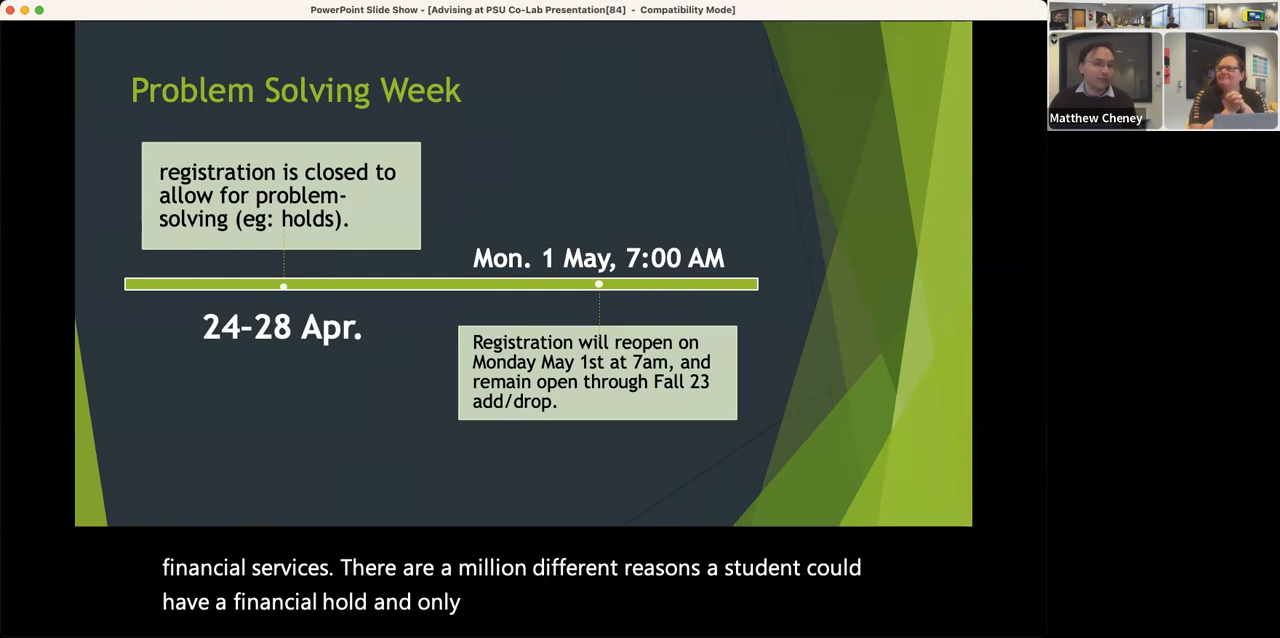 PowerPoint Slide Show - [Advising at PSU Co-Lab Presentation[84] - Compatibility Mode]
Matthew Cheney
Problem Solving Week
registration is closed to
allow for problem-
solving (eg: holds).
Mon. 1 May, 7:00 AM
24-28 Apr.
Registration will reopen on
Monday May 1st at 7am, and
remain open through Fall 23
add/drop.
financial services. There are a million different reasons a student could
have a financial hold and only